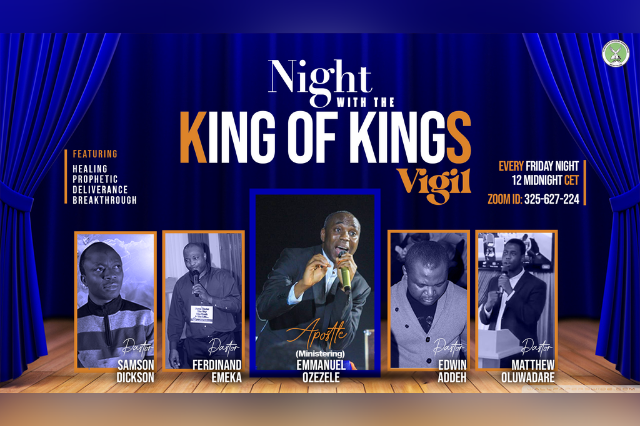 Night
WITH THE
KING OF KINGS
Vigil
FEATURING
HEALING
PROPHETIC
DELIVERANCE
BREAKTHROUGH
EVERY FRIDAY NIGHT
12 MIDNIGHT CET
ZOOM ID: 325-627-224
Pastor
SAMSON
DICKSON
Pastor
FERDINAND
EMEKA
Apostle
(Ministering)
EMMANUEL
OZEZELE
Pastor
EDWIN
ADDEH
Pastor
MATTHEW
OLUWADARE